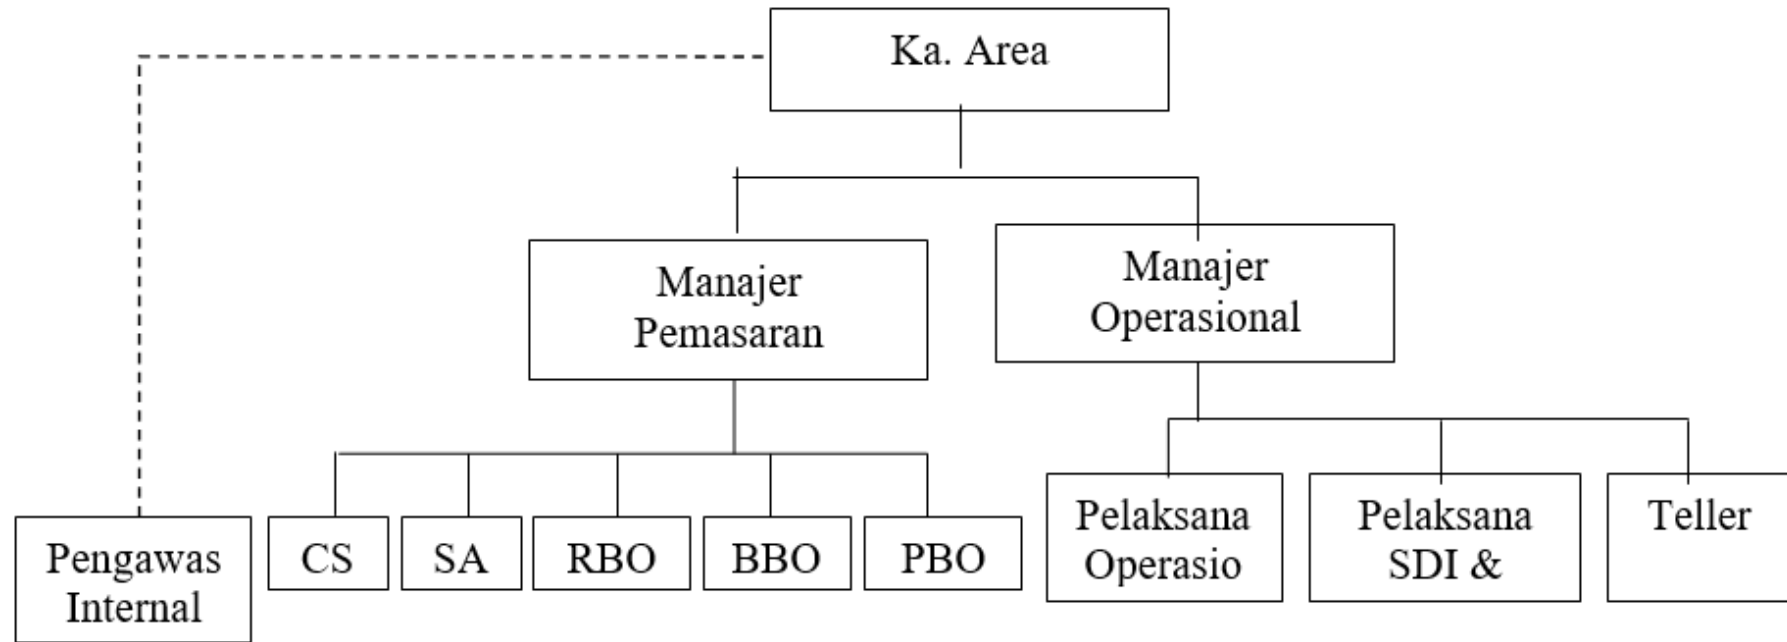 Ka. Area
Manajer
Pemasaran
Manajer
Operasional
Pengawas
Internal
CS
SA
RBO
BBO
PBO
Pelaksana
Operasio
Pelaksana
SDI &
Teller